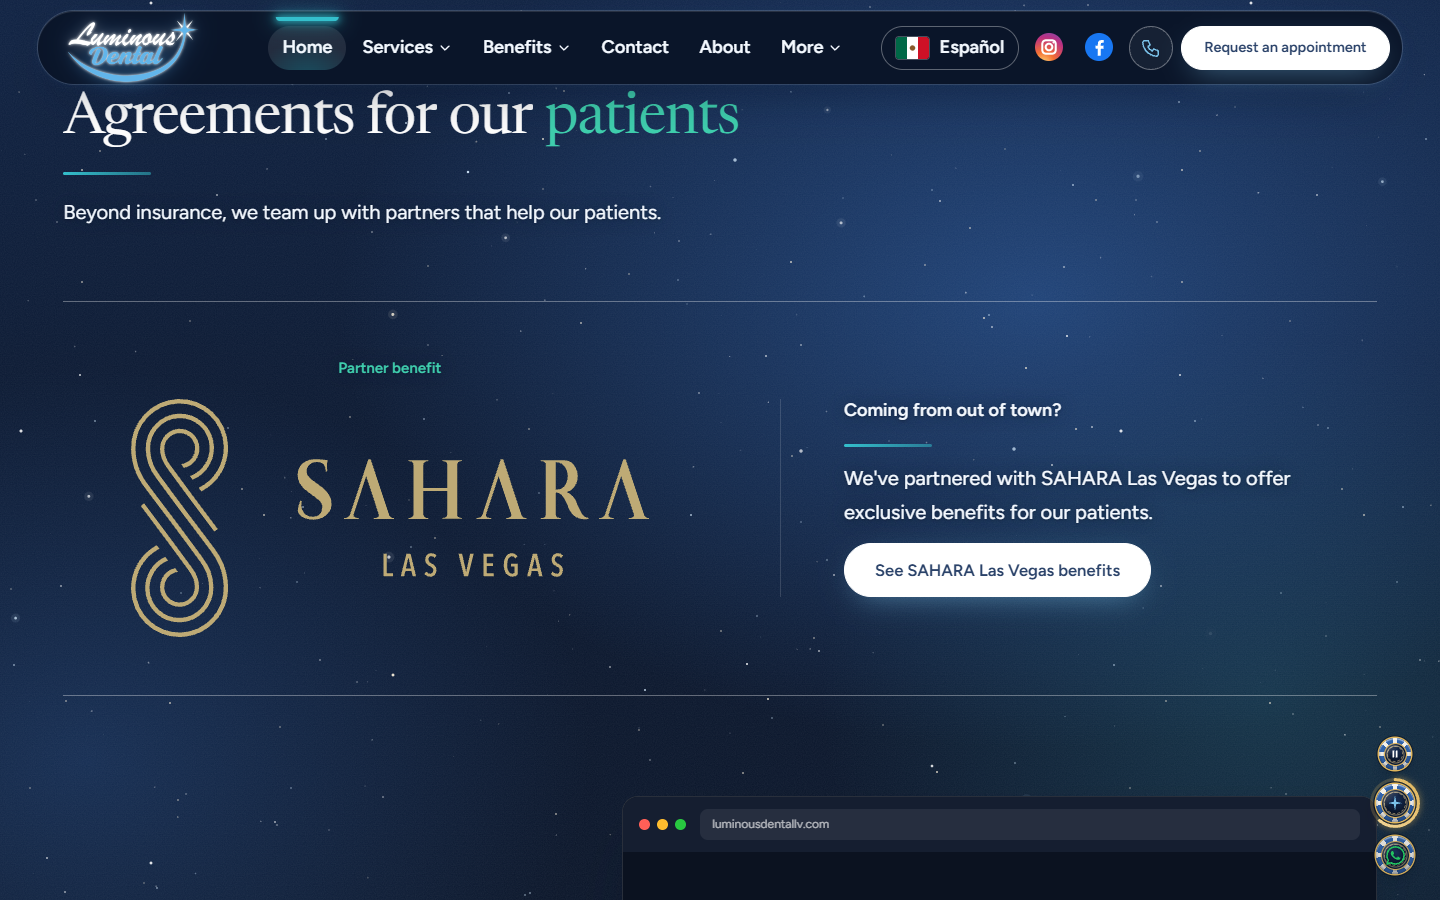 Luminous
Dental
Home
Services
Benefits
Contact
About
More
Español
Request an appointment
Agreements for our patients
Beyond insurance, we team up with partners that help our patients.
Partner benefit
SAHARA
LAS VEGAS
Coming from out of town?
We've partnered with SAHARA Las Vegas to offer
exclusive benefits for our patients.
See SAHARA Las Vegas benefits
luminousdentallv.com